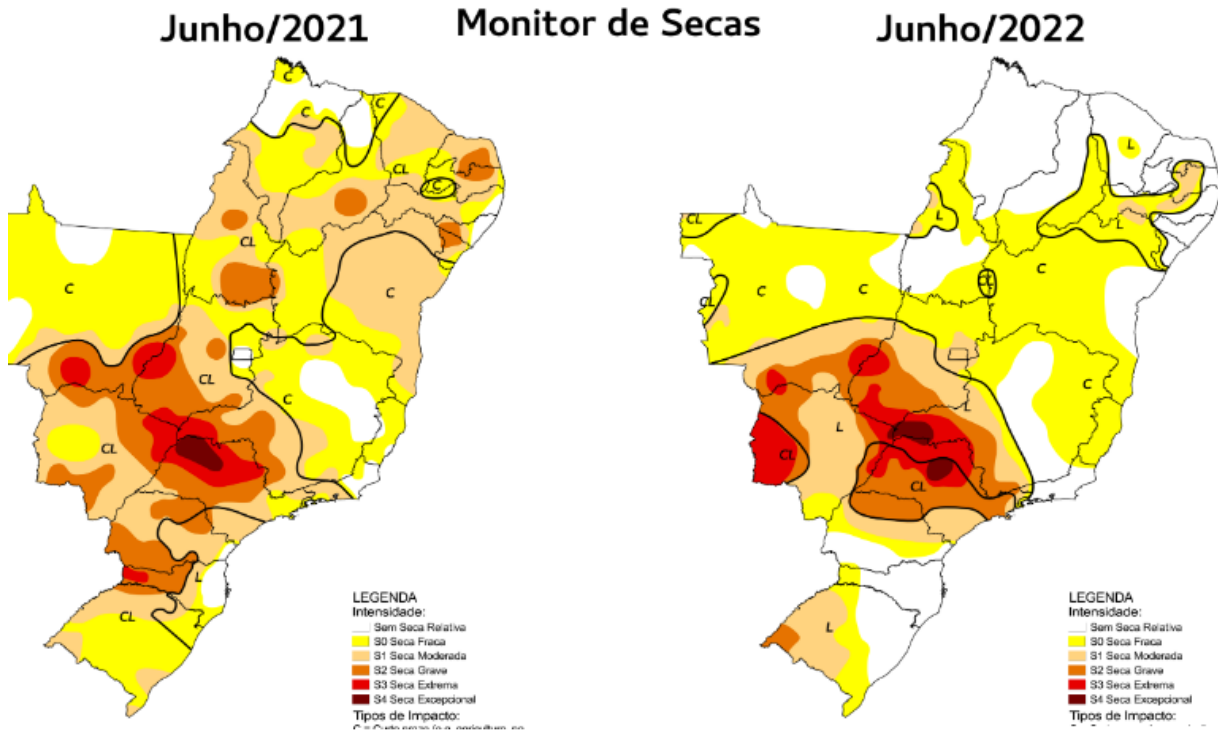 Junho/2021
Monitor de Secas
Junho/2022
C
C
C
CL
C
CL
C
C
CL
C
CL
L
CL
LEGENDA
Intensidade:
Sem Seca Relativa
S0 Seca Fraca
S1 Seca Moderada
S2 Seca Grave
S3 Seca Extrema
S4 Seca Excepcional
Tipos de Impacto:
L
L
CL
L
C
C
CL
C
L
L
CL
CL
L
LEGENDA
Intensidade:
Sem Seca Relativa
S0 Seca Fraca
S1 Seca Moderada
S2 Seca Grave
S3 Seca Extrema
S4 Seca Excepcional
Tipos de Impacto: